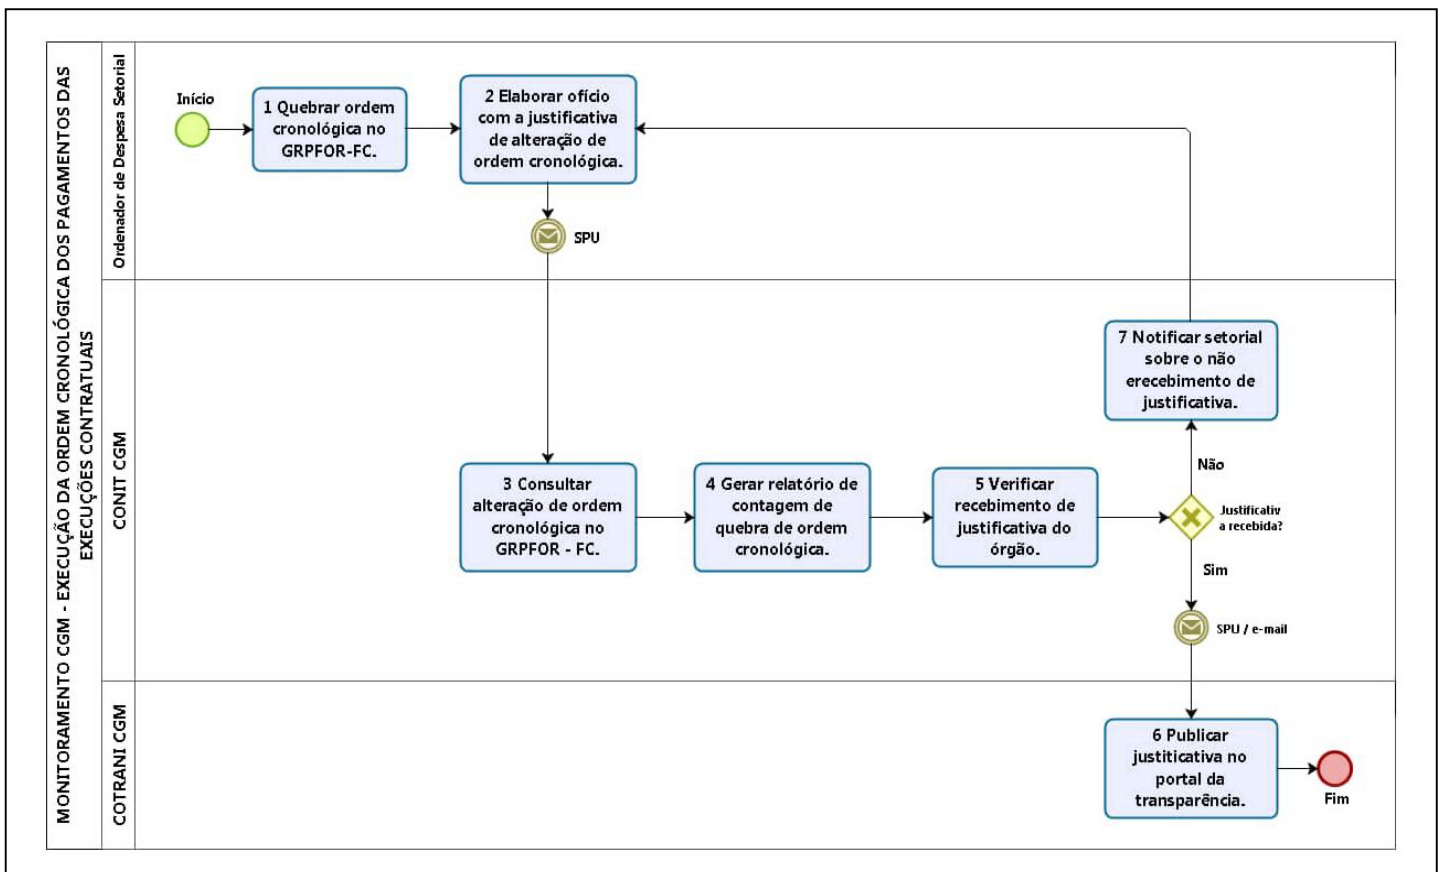 MONITORAMENTO CGM - EXECUÇÃO DA ORDEM CRONOLÓGICA DOS PAGAMENTOS DAS
EXECUÇÕES CONTRATUAIS
Ordenador de Despesa Setorial
Início
1 Quebrar ordem
cronológica no
GRPFOR-FC.
2 Elaborar ofício
com a justificativa
de alteração de
ordem cronológica.
SPU
CONIT CGM
3 Consultar
alteração de ordem
cronológica no
GRPFOR - FC.
4 Gerar relatório de
contagem de
quebra de ordem
cronológica.
5 Verificar
recebimento de
justificativa do
órgão.
Justificativ
a recebida?
Não
7 Notificar setorial
sobre o não
erecebimento de
justificativa.
Sim
SPU / e-mail
COTRANI CGM
6 Publicar
justiticativa no
portal da
transparência.
Fim